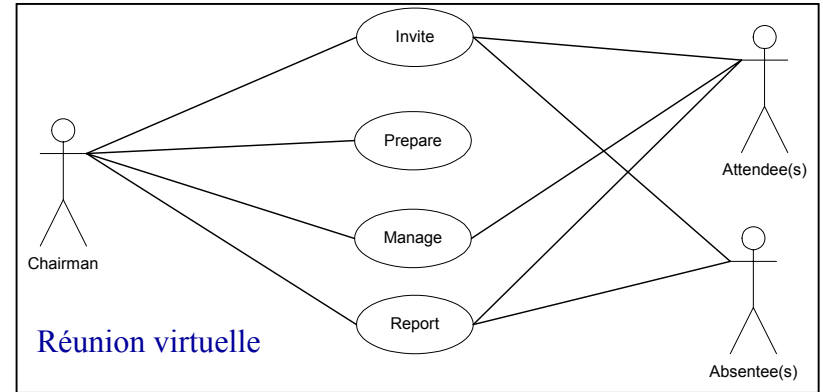 Invite
Prepare
Attendee(s)
Manage
Chairman
Report
Réunion virtuelle
Absentee(s)